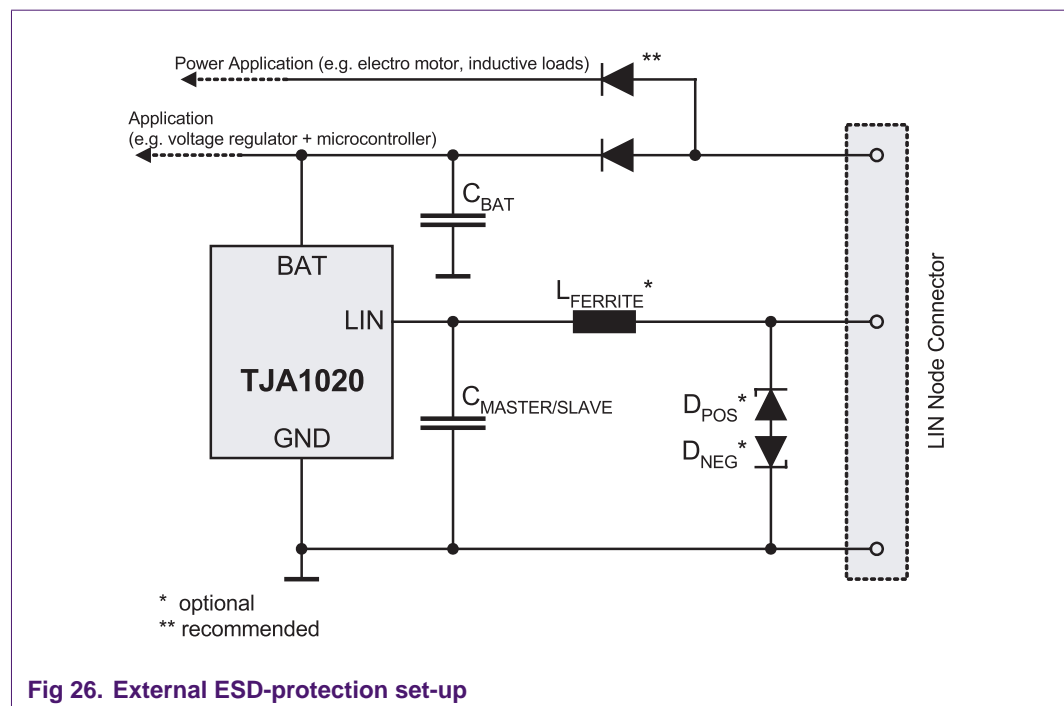 Power Application (e.g. electro motor, inductive loads)
**
Application
(e.g. voltage regulator + microcontroller)
CBAT
BAT
LFERRITE*
LIN
TJA1020
CMASTER/SLAVE
DPOS*
DNEG*
GND
LIN Node Connector
* optional
** recommended
Fig 26. External ESD-protection set-up